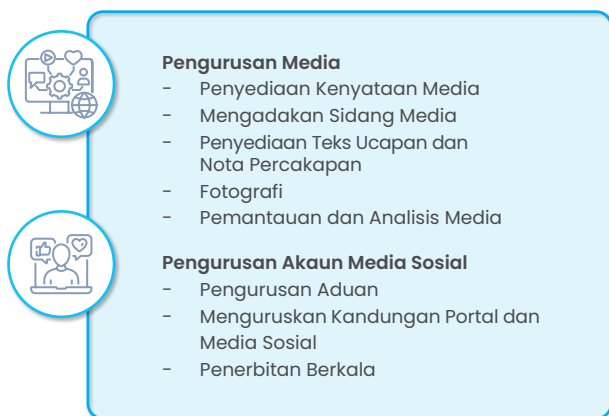 Pengurusan Media
- Penyediaan Kenyataan Media
- Mengadakan Sidang Media
- Penyediaan Teks Ucapan dan
Nota Percakapan
- Fotografi
- Pemantauan dan Analisis Media
Pengurusan Akaun Media Sosial
- Pengurusan Aduan
- Menguruskan Kandungan Portal dan
Media Sosial
- Penerbitan Berkala